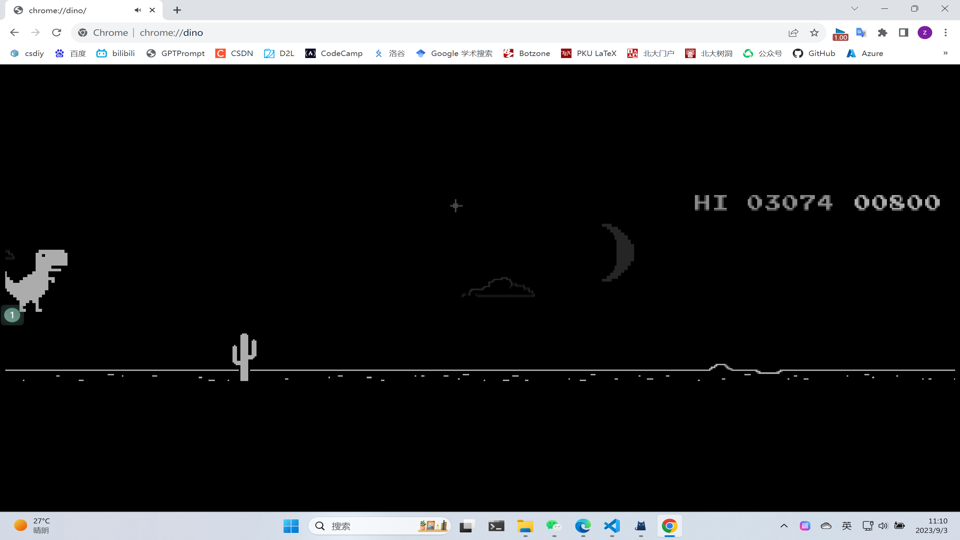 chrome://dino/
Chrome | chrome://dino
1.00
z
csdiy 百度 bilibili GPTPrompt CSDN D2L CodeCamp 洛谷 Google 学术搜索 Botzone PKU LaTeX 北大门户 北大树洞 公众号 GitHub Azure »
HI 03074 00800
1
27°C
晴朗
搜索
英
11:10
2023/9/3